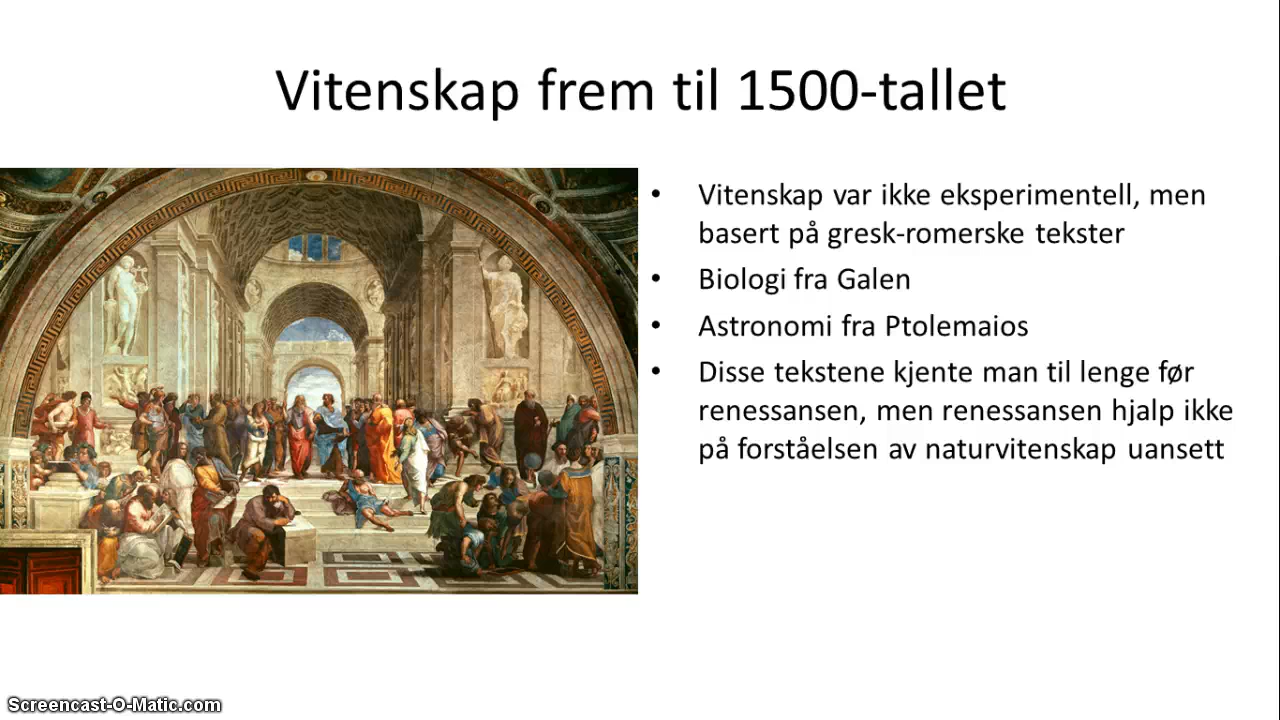 Vitenskap frem til 1500-tallet
• Vitenskap var ikke eksperimentell, men
basert på gresk-romerske tekster
• Biologi fra Galen
• Astronomi fra Ptolemaios
• Disse tekstene kjente man til lenge før
renessansen, men renessansen hjalp ikke
på forståelsen av naturvitenskap uansett
Screencast-O-Matic.com